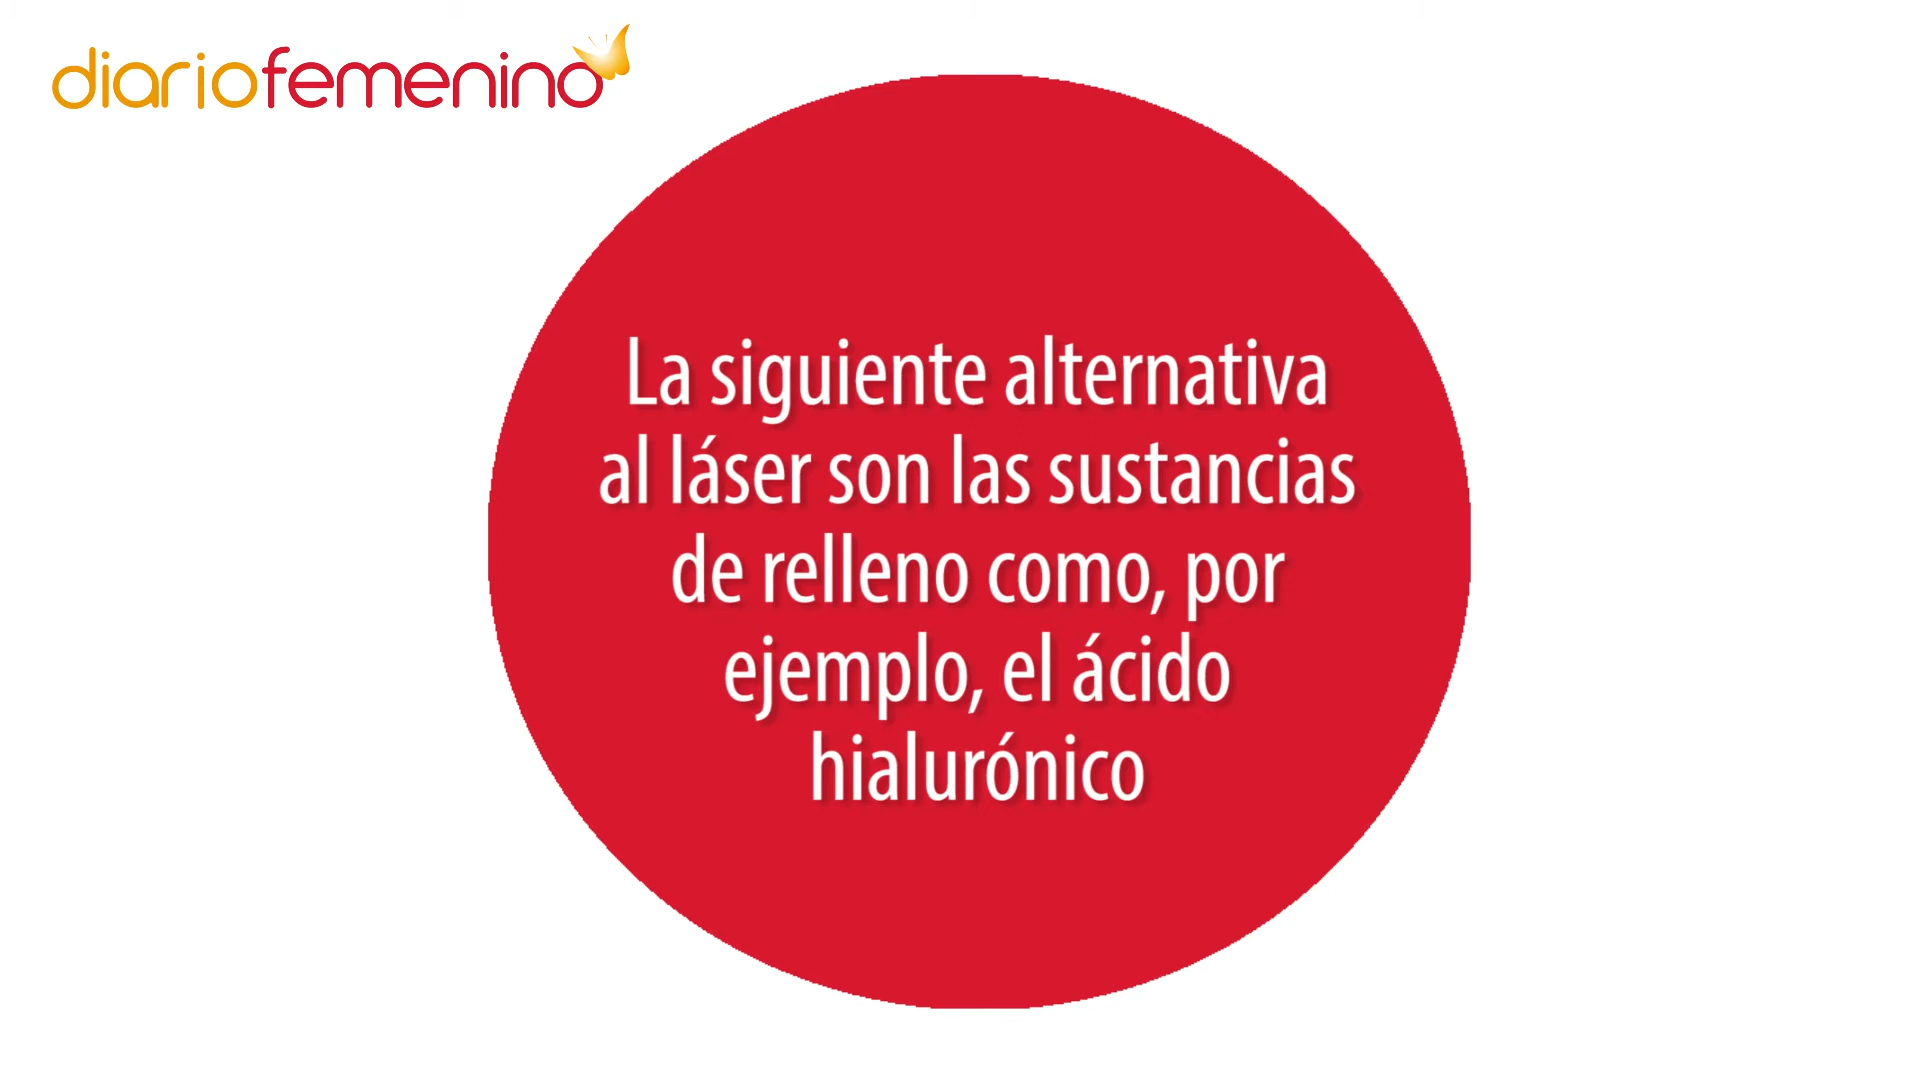 diariofemenino
La siguiente alternativa
al láser son las sustancias
de relleno como, por
ejemplo, el ácido
hialurónico